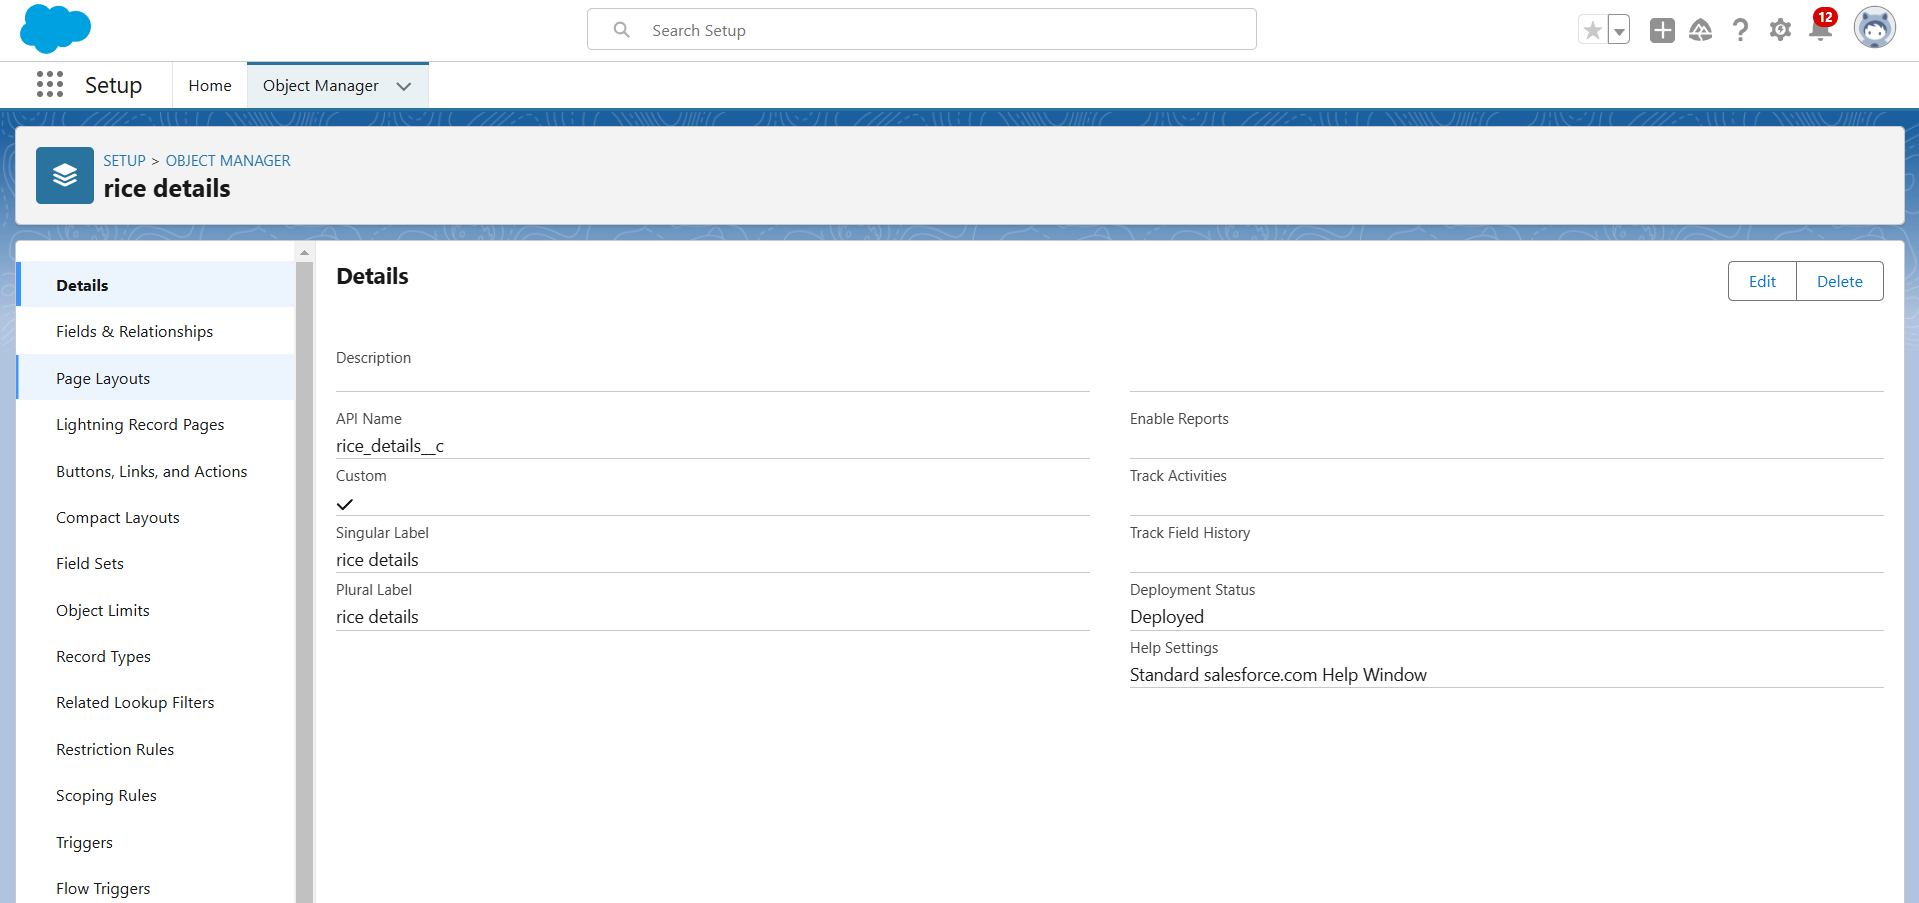 Search Setup
12
Setup
Home
Object Manager
SETUP > OBJECT MANAGER
rice details
Details
Fields & Relationships
Page Layouts
Lightning Record Pages
Buttons, Links, and Actions
Compact Layouts
Field Sets
Object Limits
Record Types
Related Lookup Filters
Restriction Rules
Scoping Rules
Triggers
Flow Triggers
Details
Edit
Delete
Description
API Name
rice_details__c
Custom
Singular Label
rice details
Plural Label
rice details
Enable Reports
Track Activities
Track Field History
Deployment Status
Deployed
Help Settings
Standard salesforce.com Help Window